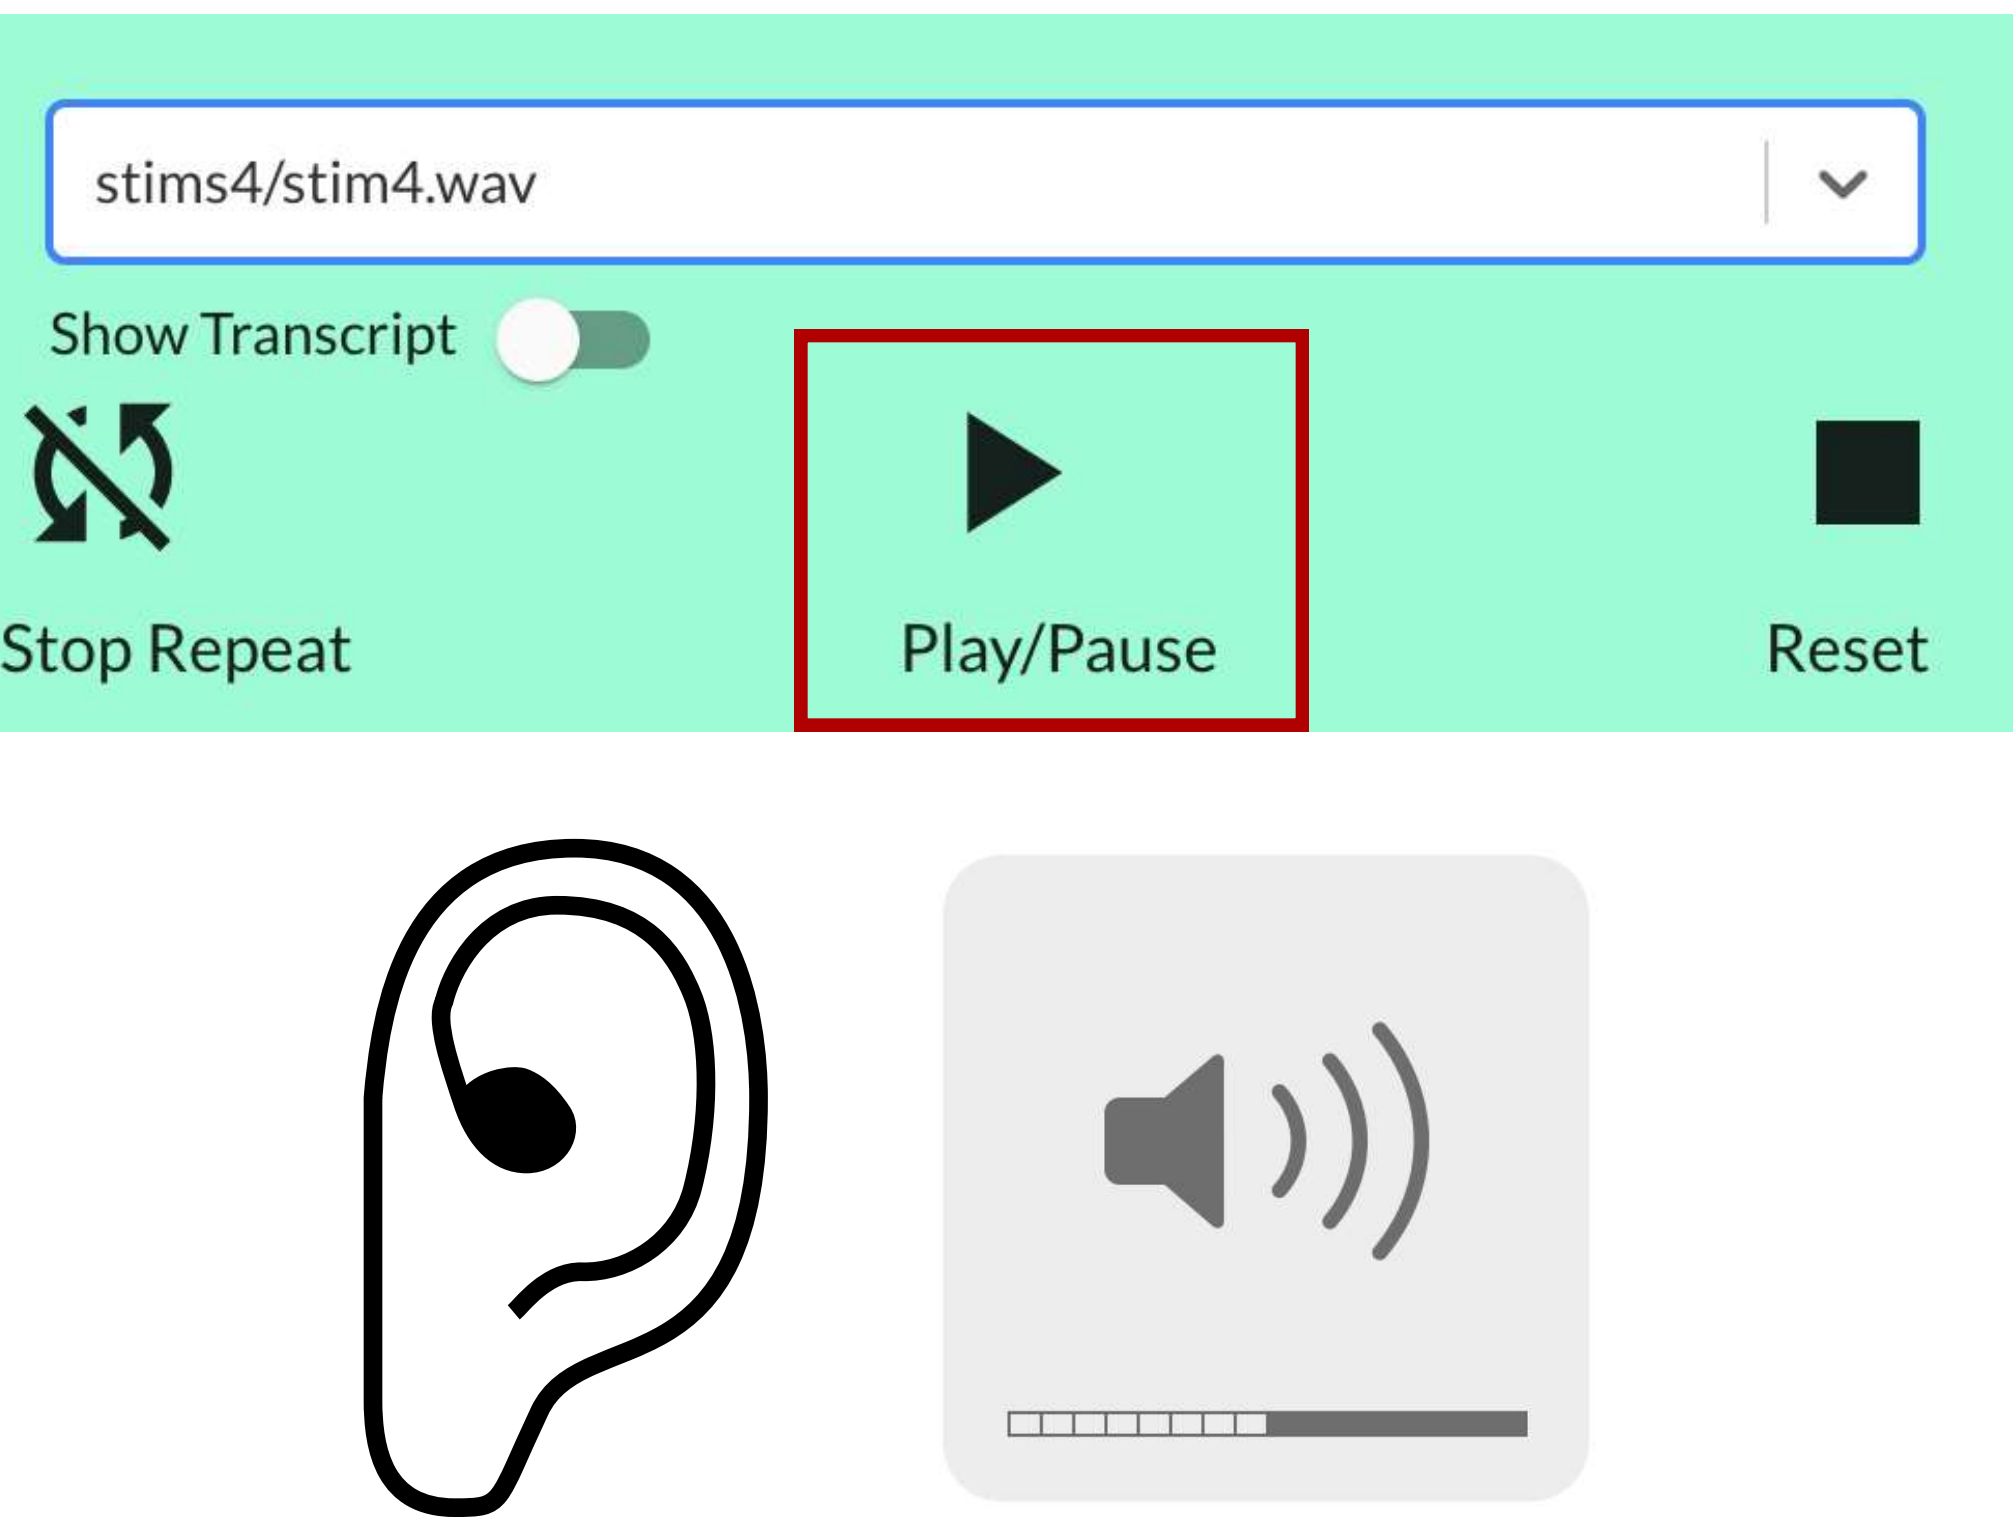 stims4/stim4.wav
Show Transcript
Stop Repeat
Play/Pause
Reset